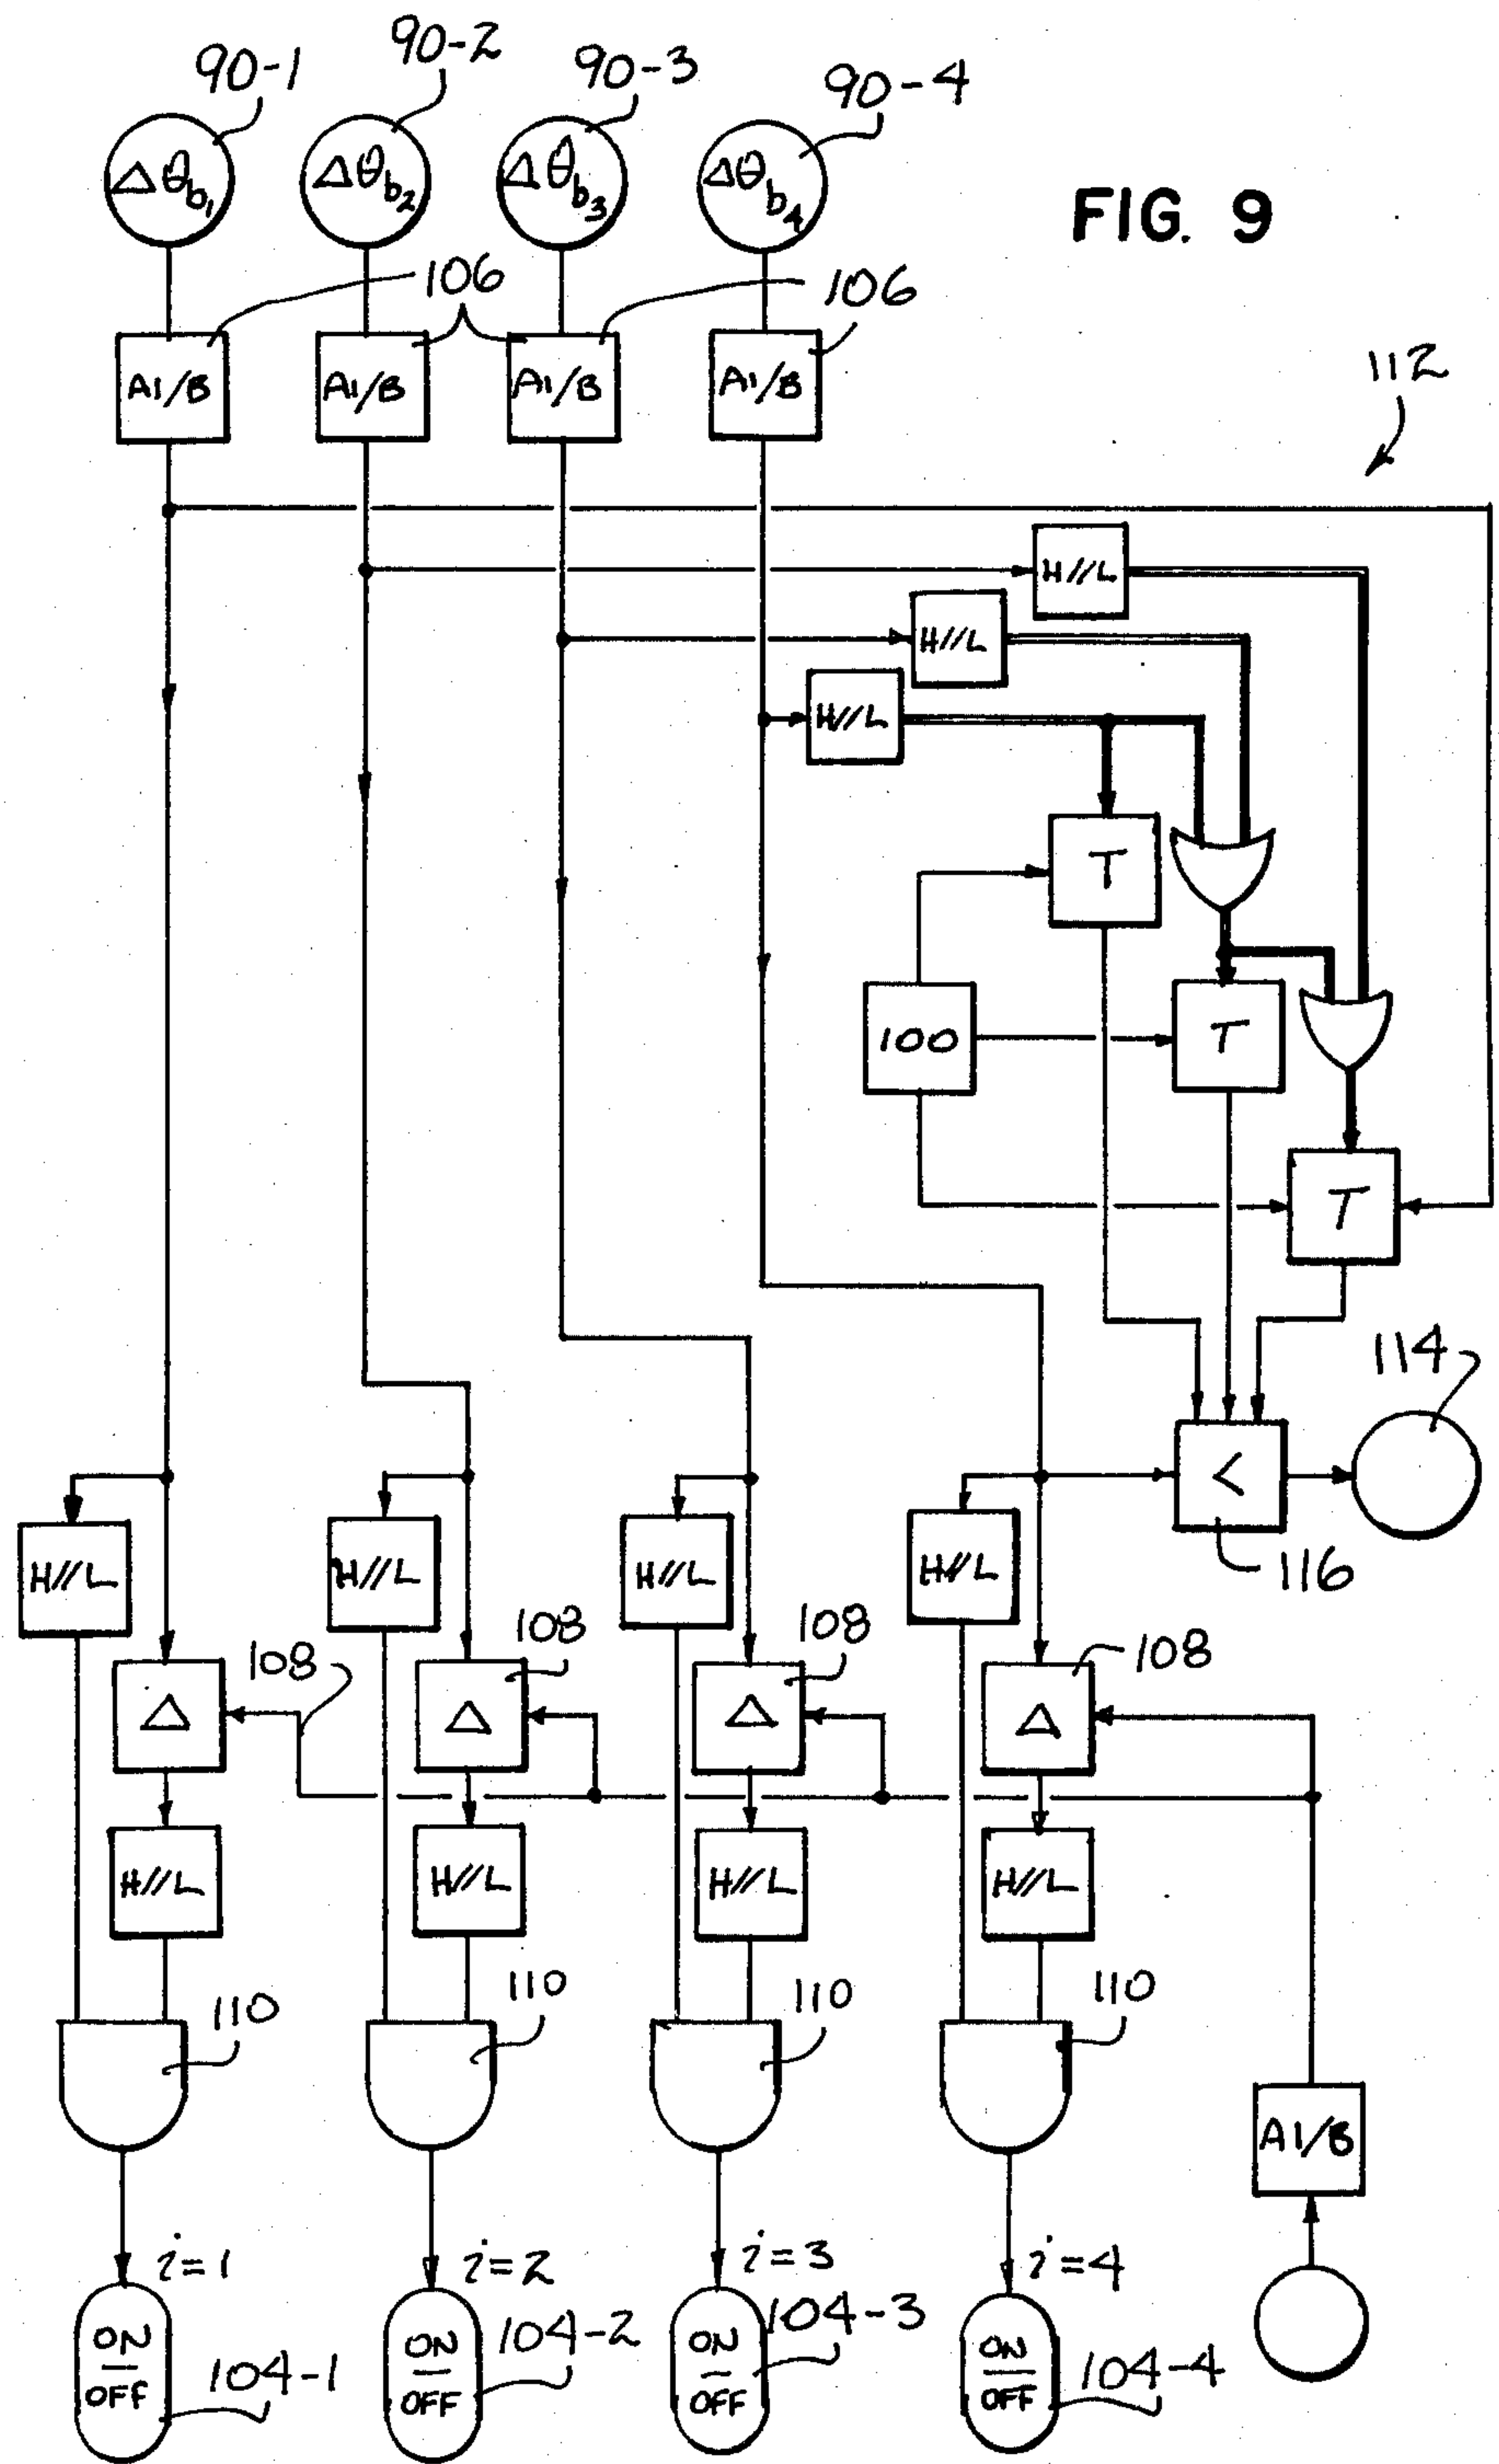 90-1
90-2
90-3
90-4
Δθb1
Δθb2
Δθb3
Δθb4
FIG. 9
106
106
A1/B
A1/B
A1/B
A1/B
112
H//L
H//L
H//L
T
T
100
T
114
<
116
H//L
H//L
H//L
H//L
108
108
108
108
Δ
Δ
Δ
Δ
H//L
H//L
H//L
H//L
110
110
110
110
A1/B
i=1
i=2
i=3
i=4
ON
OFF
104-1
ON
OFF
104-2
ON
OFF
104-3
ON
OFF
104-4